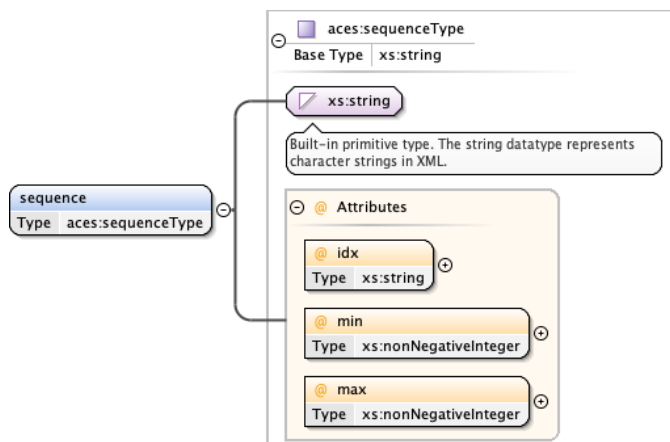 aces:sequenceType
Base Type xs:string
xs:string
Built-in primitive type. The string datatype represents
character strings in XML.
sequence
Type aces:sequenceType
@ Attributes
@ idx
Type xs:string
@ min
Type xs:nonNegativeInteger
@ max
Type xs:nonNegativeInteger